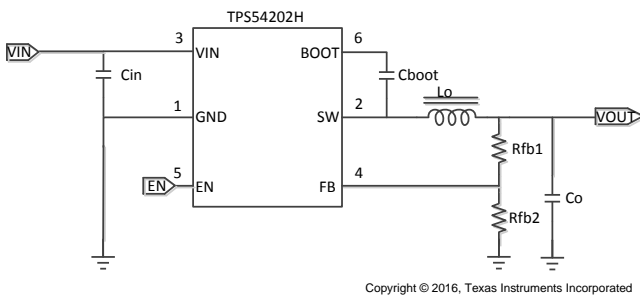 TPS54202H
VIN
3
VIN
BOOT
6
Cin
Cboot
Lo
1
GND
SW
2
VOUT
Rfb1
5
EN
EN
FB
4
Rfb2
Co
Copyright © 2016, Texas Instruments Incorporated